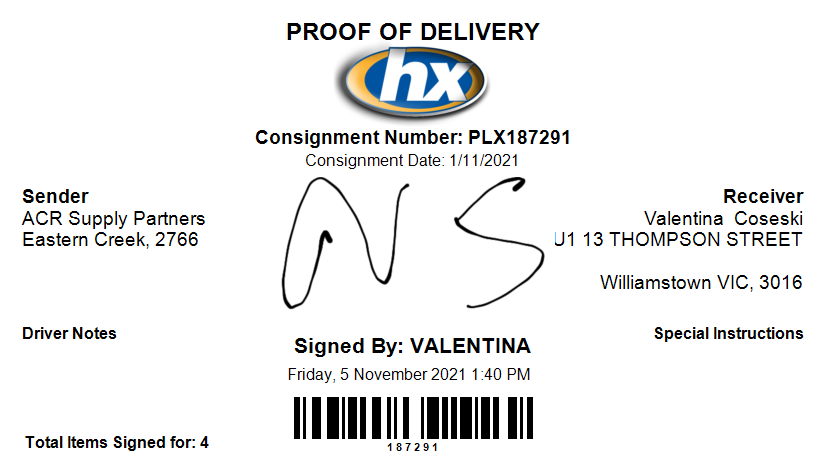 PROOF OF DELIVERY
hx
Consignment Number: PLX187291
Consignment Date: 1/11/2021
Sender
ACR Supply Partners
Eastern Creek, 2766
Receiver
Valentina Coseski
U1 13 THOMPSON STREET
Williamstown VIC, 3016
NS
Driver Notes
Special Instructions
Signed By: VALENTINA
Friday, 5 November 2021 1:40 PM
187291
Total Items Signed for: 4